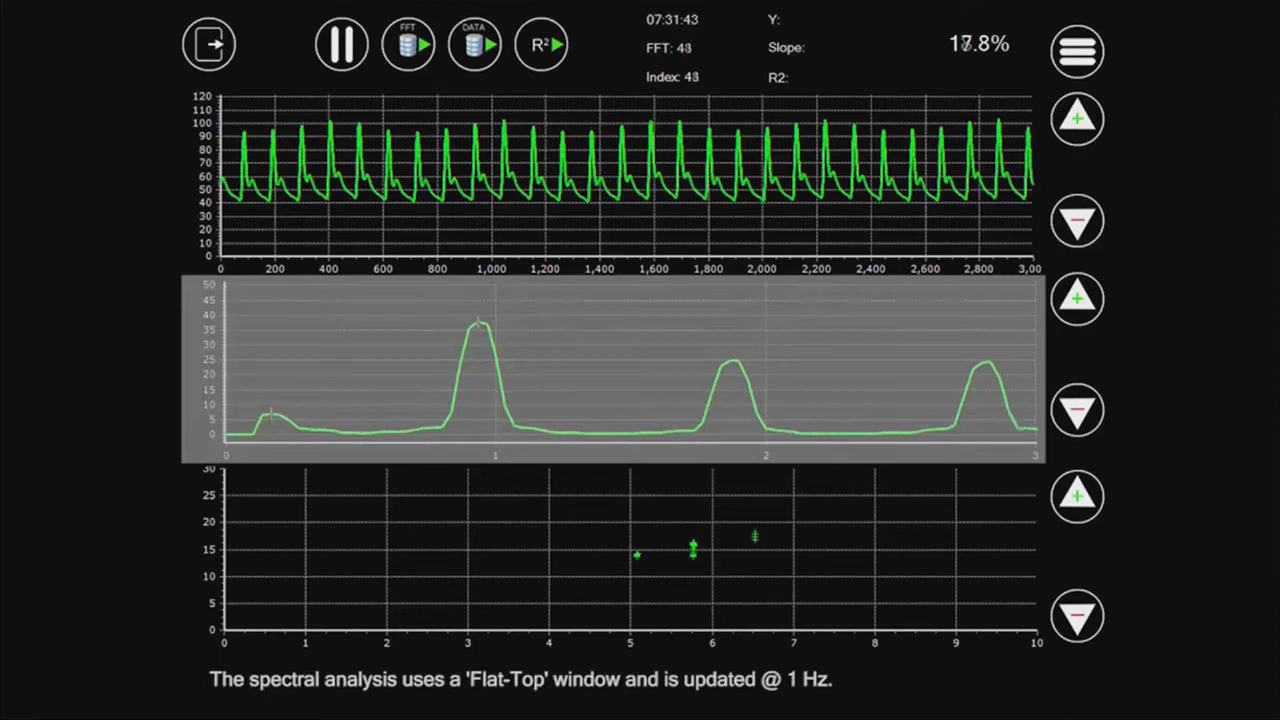 FFT
DATA
R²
07:31:43
FFT: 43
Index: 43
Y:
Slope:
R2:
120
110
100
90
80
70
60
50
40
30
20
10
0
0 200 400 600 800 1,000 1,200 1,400 1,600 1,800 2,000 2,200 2,400 2,600 2,800 3,00
50
45
40
35
30
25
20
15
10
5
0
0 1 2 3
30
25
20
15
10
5
0
0 1 2 3 4 5 6 7 8 9 10
The spectral analysis uses a 'Flat-Top' window and is updated @ 1 Hz.